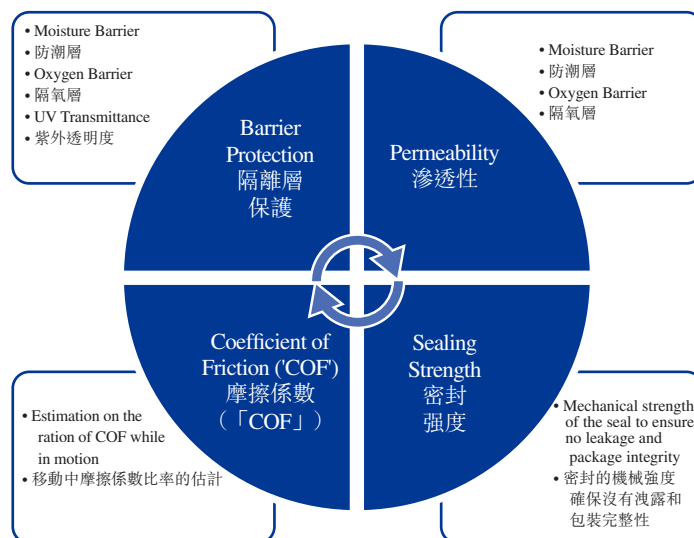 • Moisture Barrier
• 防潮層
• Oxygen Barrier
• 隔氧層
• UV Transmittance
• 紫外透明度
Barrier
Protection
隔離層
保護
Permeability
滲透性
• Moisture Barrier
• 防潮層
• Oxygen Barrier
• 隔氧層
Coefficient of
Friction ('COF')
摩擦係數
(「COF」)
Sealing
Strength
密封
强度
• Estimation on the
ration of COF while
in motion
• 移動中摩擦係數比率的估計
• Mechanical strength
of the seal to ensure
no leakage and
package integrity
• 密封的機械強度
確保沒有洩露和
包裝完整性